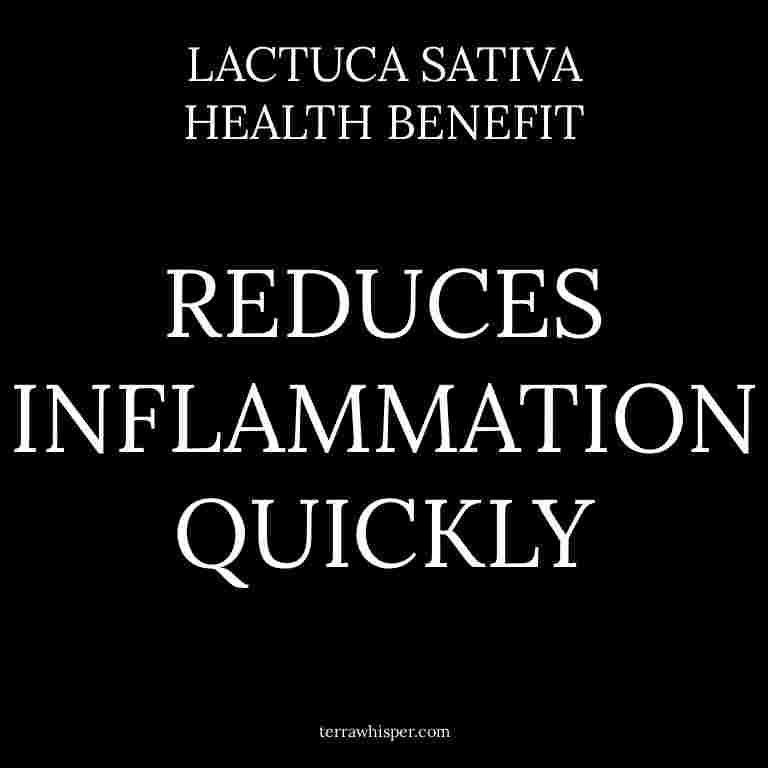 LACTUCA SATIVA
HEALTH BENEFIT
REDUCES
INFLAMMATION
QUICKLY
terrawhisper.com